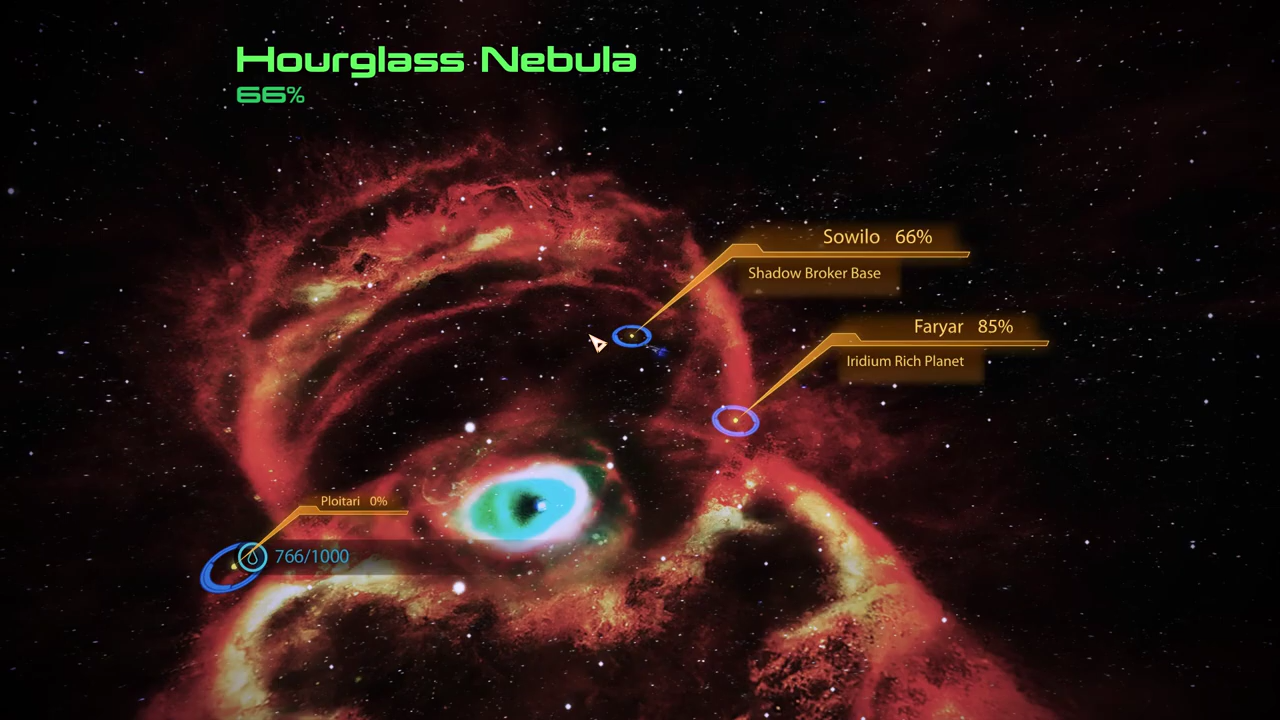 Hourglass Nebula
66%
Sowilo 66%
Shadow Broker Base
Faryar 85%
Iridium Rich Planet
Ploitari 0%
766/1000